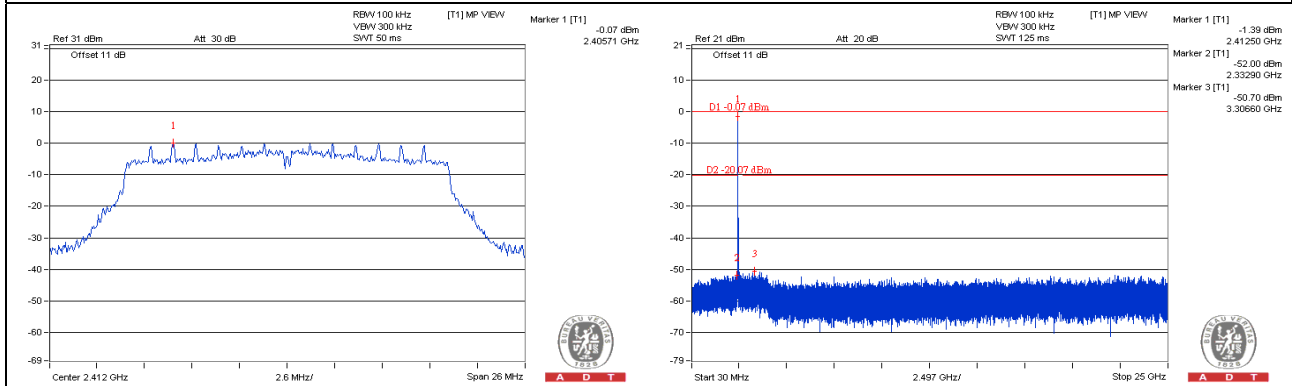 RBW 100 kHz
[T1] MP VIEW
VBW 300 kHz
Ref 31 dBm
Att 30 dB
SWT 50 ms
Marker 1 [T1]
-0.07 dBm
2.40571 GHz
31
Offset 11 dB
20
10
0
-10
-20
-30
-40
-50
-60
-69
1
Center 2.412 GHz
2.6 MHz/
Span 26 MHz
BUREAU VERITAS
1828
A D T
RBW 100 kHz
[T1] MP VIEW
VBW 300 kHz
Ref 21 dBm
Att 20 dB
SWT 125 ms
Marker 1 [T1]
-1.39 dBm
2.41250 GHz
Marker 2 [T1]
-52.00 dBm
2.33290 GHz
Marker 3 [T1]
-50.70 dBm
3.30660 GHz
21
Offset 11 dB
10
0
-10
-20
-30
-40
-50
-60
-70
-79
1
D1 -0.07 dBm
D2 -20.07 dBm
2
3
Start 30 MHz
2.497 GHz/
Stop 25 GHz
BUREAU VERITAS
1828
A D T